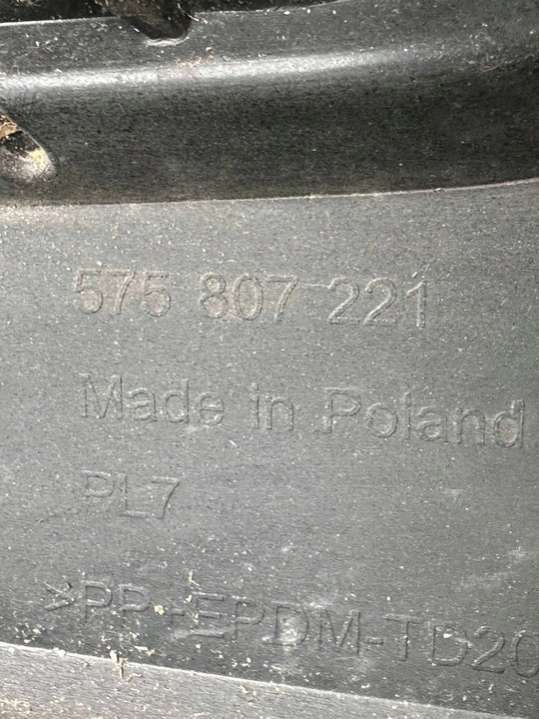 575 807 221
Made in Poland
PL7
>PP-EPDM-TD20